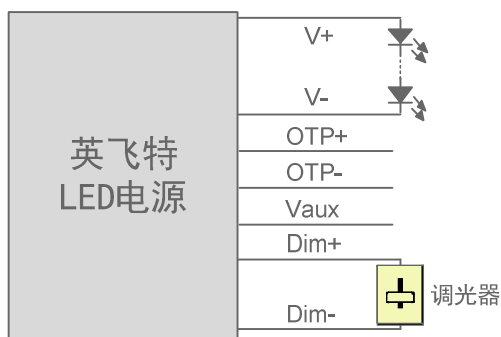 V+
V-
英飞特
LED电源
OTP+
OTP-
Vaux
Dim+
调光器
Dim-